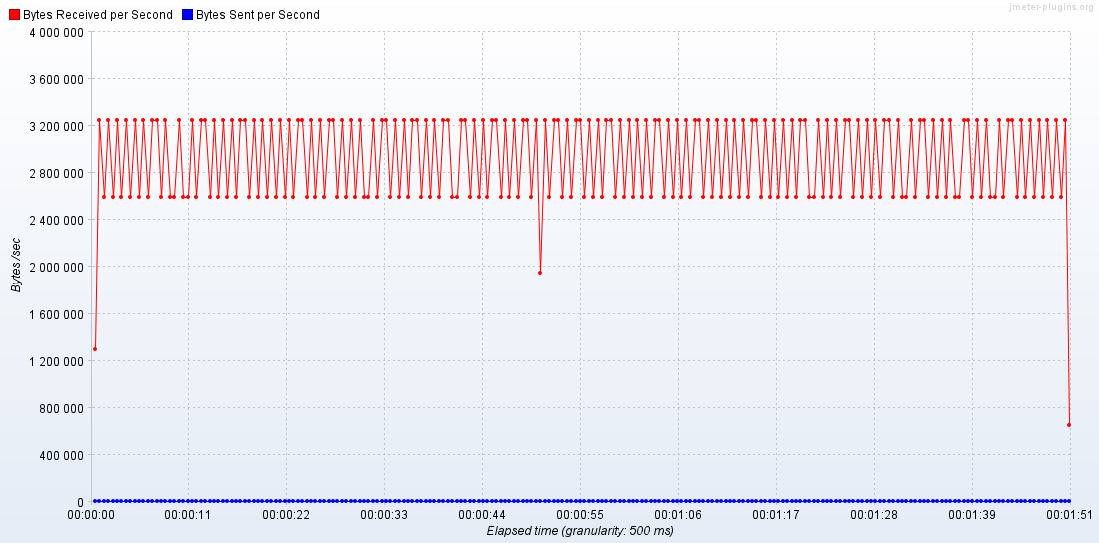 jmeter-plugins.org
Bytes Received per Second Bytes Sent per Second
4 000 000
3 600 000
3 200 000
2 800 000
2 400 000
2 000 000
1 600 000
1 200 000
800 000
400 000
0
Bytes /sec
00:00:00 00:00:11 00:00:22 00:00:33 00:00:44 00:00:55 00:01:06 00:01:17 00:01:28 00:01:39 00:01:51
Elapsed time (granularity: 500 ms)